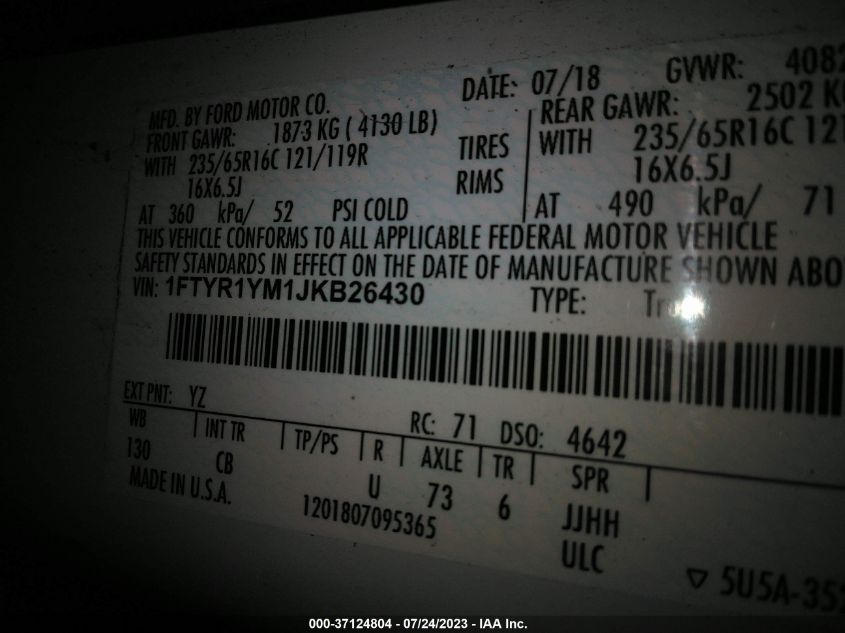 MFD. BY FORD MOTOR CO. DATE: 07/18 GVWR: 4082
FRONT GAWR: 1873 KG ( 4130 LB) REAR GAWR: 2502 KG
WITH 235/65R16C 121/119R TIRES WITH 235/65R16C 121
16X6.5J RIMS 16X6.5J
AT 360 kPa/ 52 PSI COLD AT 490 kPa/ 71
THIS VEHICLE CONFORMS TO ALL APPLICABLE FEDERAL MOTOR VEHICLE
SAFETY STANDARDS IN EFFECT ON THE DATE OF MANUFACTURE SHOWN ABO
VIN: 1FTYR1YM1JKB26430 TYPE:
EXT PNT: YZ RC: 71 DSO: 4642
WB INT TR TP/PS R AXLE TR SPR
130 CB U 73 6 JJHH
MADE IN U.S.A. 1201807095365 ULC
5U5A-35
000-37124804 - 07/24/2023 - IAA Inc.